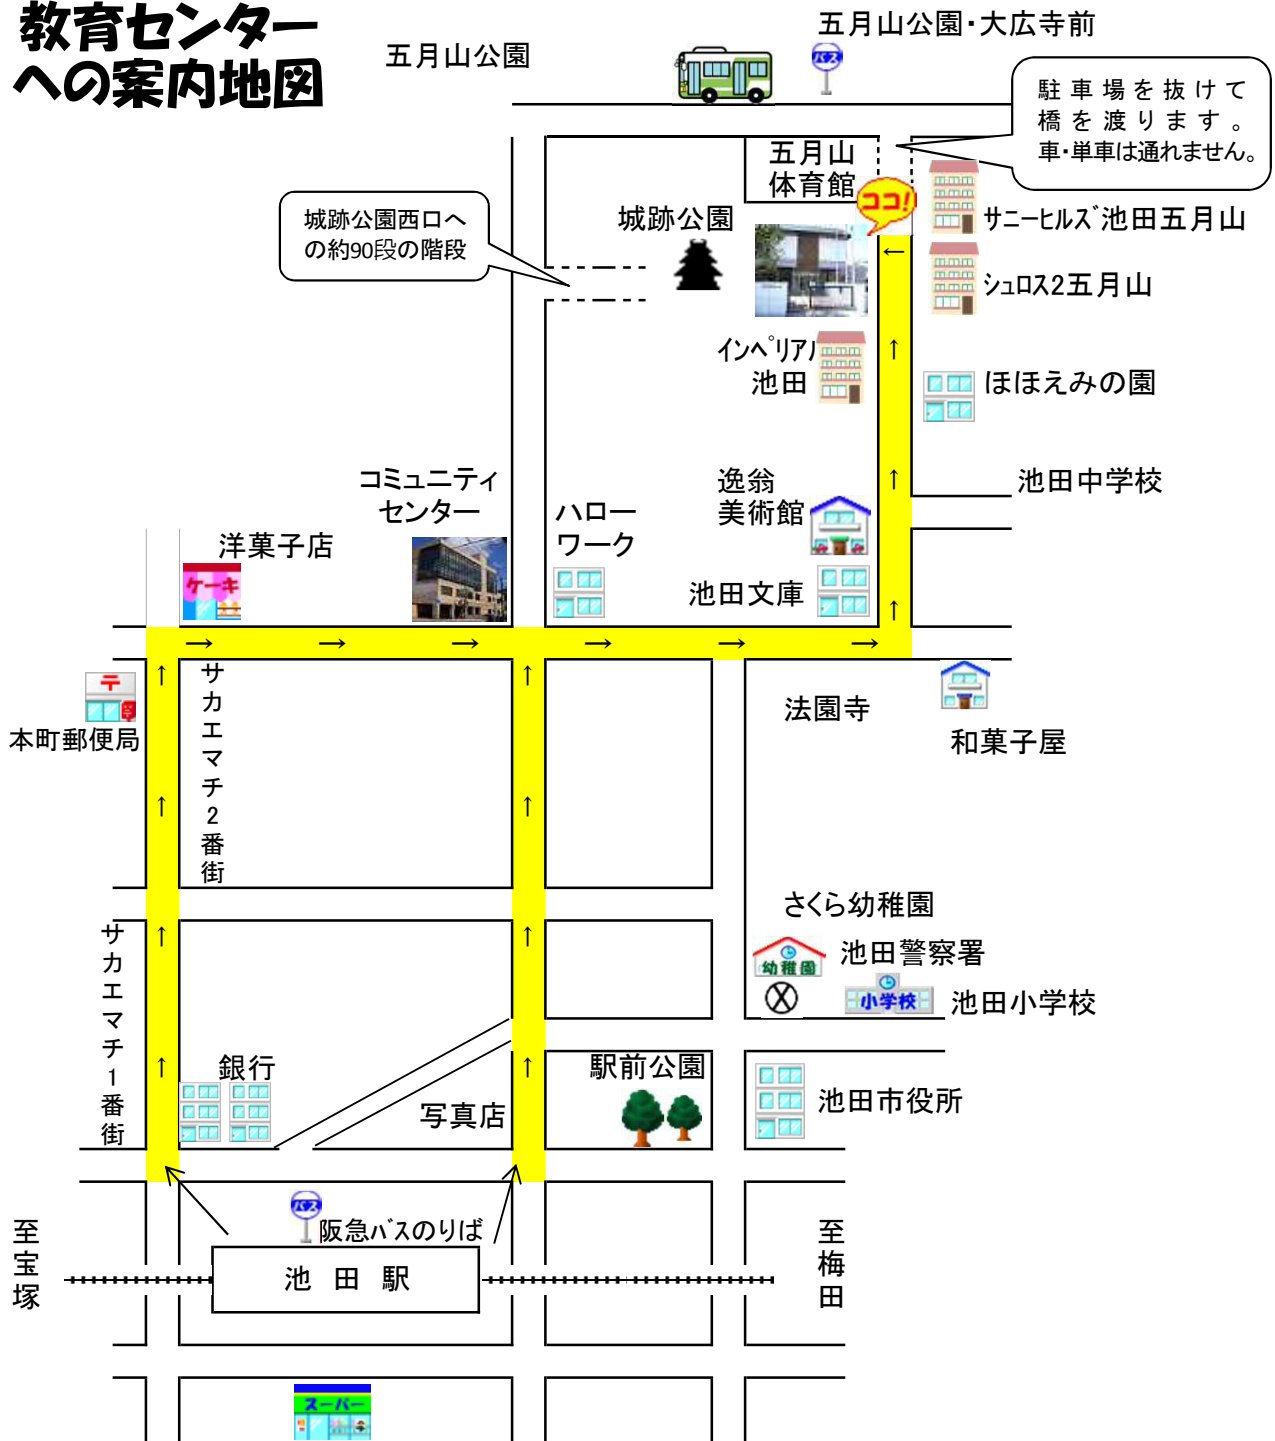 教育センター
への案内地図
五月山公園
五月山公園・大広寺前
バス
駐車場を抜けて
橋を渡ります。
車・単車は通れません。
五月山
体育館
ココ!
城跡公園西口へ
の約90段の階段
城跡公園
サニーヒルズ池田五月山
←
シュロス2五月山
インペリアル
池田
↑
ほほえみの園
コミュニティ
センター
ハロー
ワーク
逸翁
美術館
↑
池田中学校
洋菓子店
ケーキ
池田文庫
↑
→ → → → → →
〒
本町郵便局
↑
サカエマチ2番街
↑
法園寺
和菓子屋
↑
↑
さくら幼稚園
幼稚園
池田警察署
小学校
池田小学校
サカエマチ1番街
↑
↑
↑
↑
銀行
写真店
駅前公園
池田市役所
バス
阪急バスのりば
至宝塚
池田駅
至梅田
スーパー